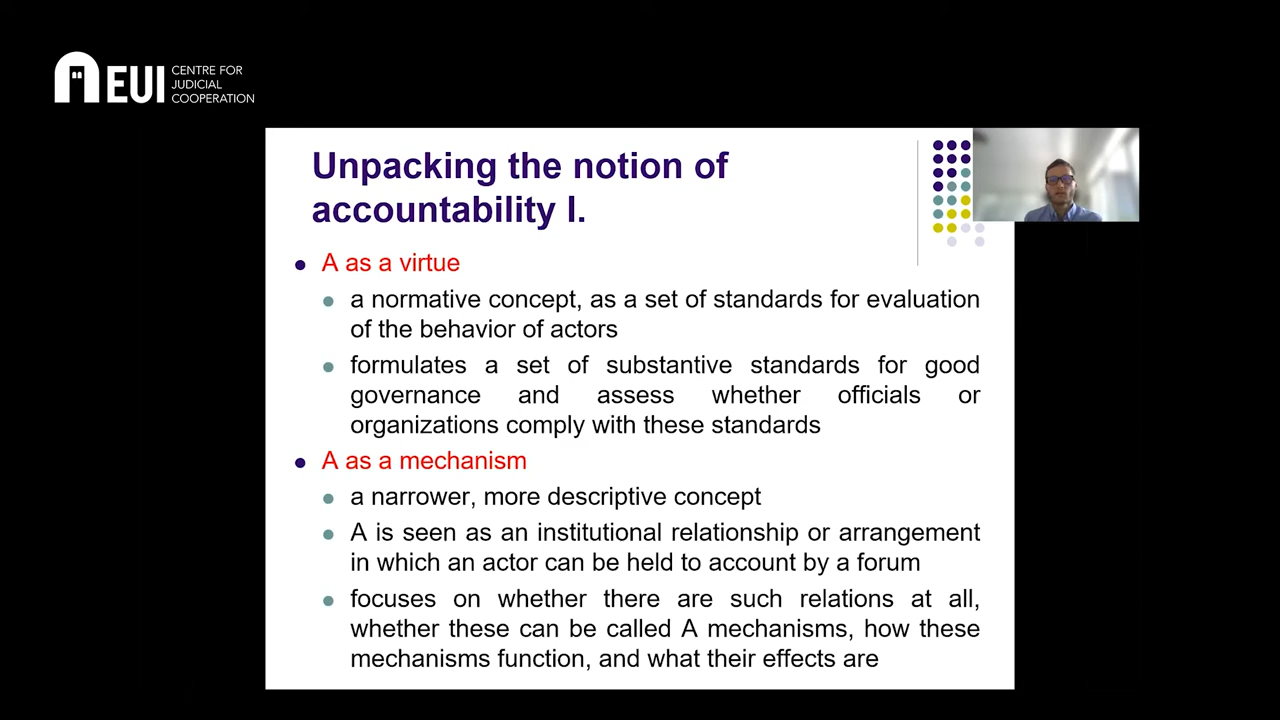 EUI
CENTRE FOR
JUDICIAL
COOPERATION
Unpacking the notion of
accountability I.
A as a virtue
a normative concept, as a set of standards for evaluation
of the behavior of actors
formulates a set of substantive standards for good
governance and assess whether officials or
organizations comply with these standards
A as a mechanism
a narrower, more descriptive concept
A is seen as an institutional relationship or arrangement
in which an actor can be held to account by a forum
focuses on whether there are such relations at all,
whether these can be called A mechanisms, how these
mechanisms function, and what their effects are